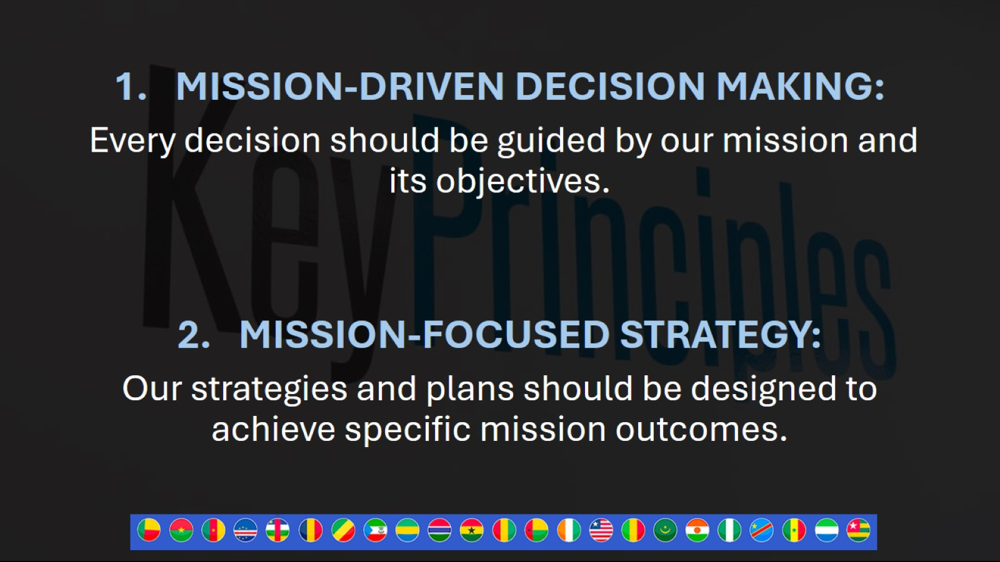 1. MISSION-DRIVEN DECISION MAKING:
Every decision should be guided by our mission and
its objectives.
Key Principles
2. MISSION-FOCUSED STRATEGY:
Our strategies and plans should be designed to
achieve specific mission outcomes.